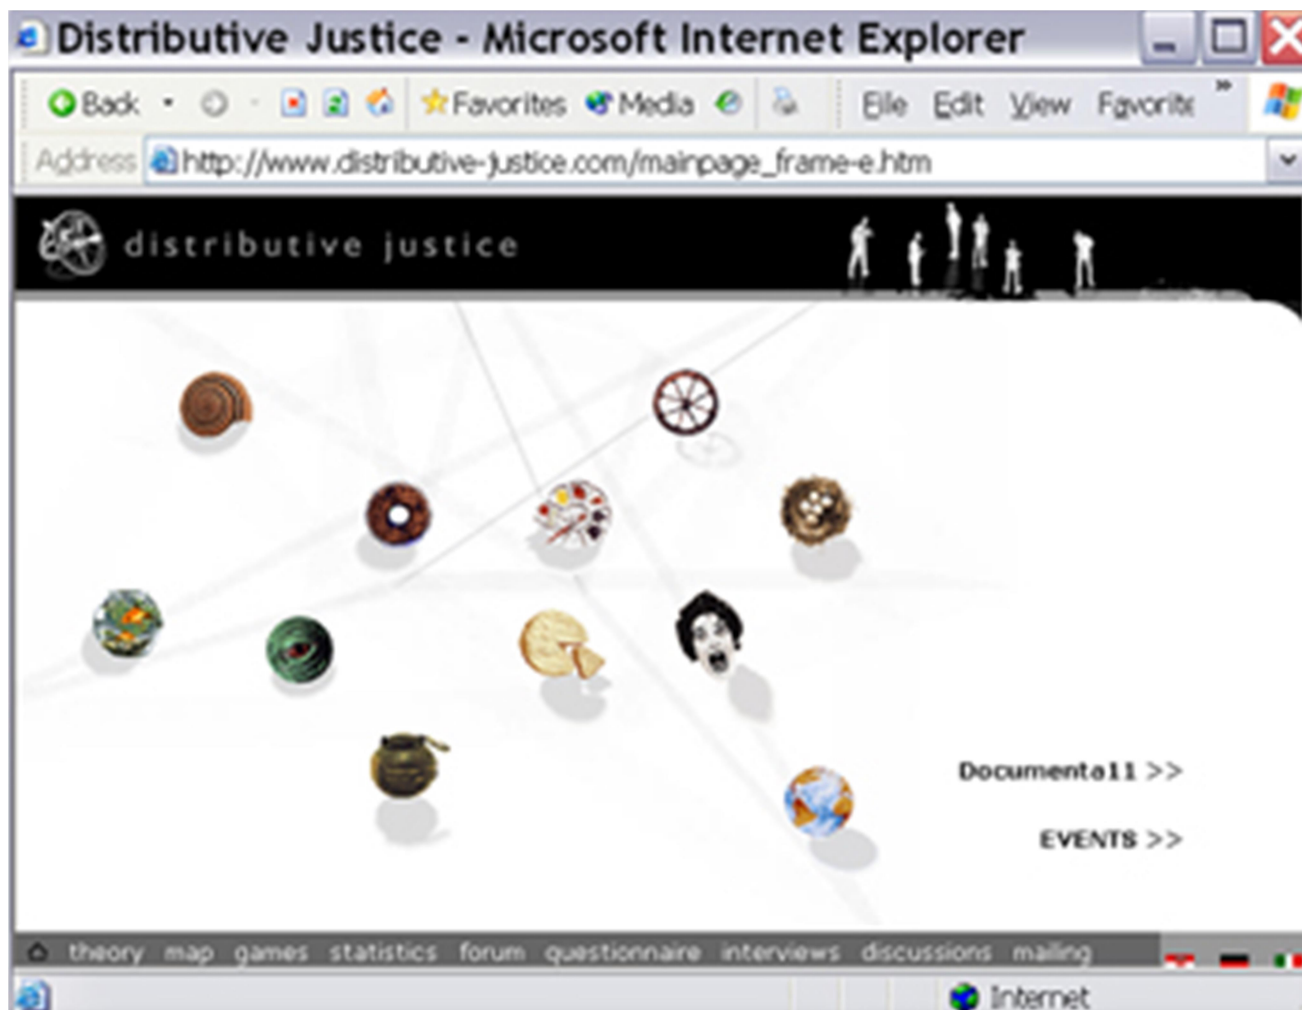 Distributive Justice - Microsoft Internet Explorer
Back Favorites Media File Edit View Favorite »
Address http://www.distributive-justice.com/mainpage_frame-e.htm
distributive justice
Documenta11 >>
EVENTS >>
theory map games statistics forum questionnaire interviews discussions mailing
Internet